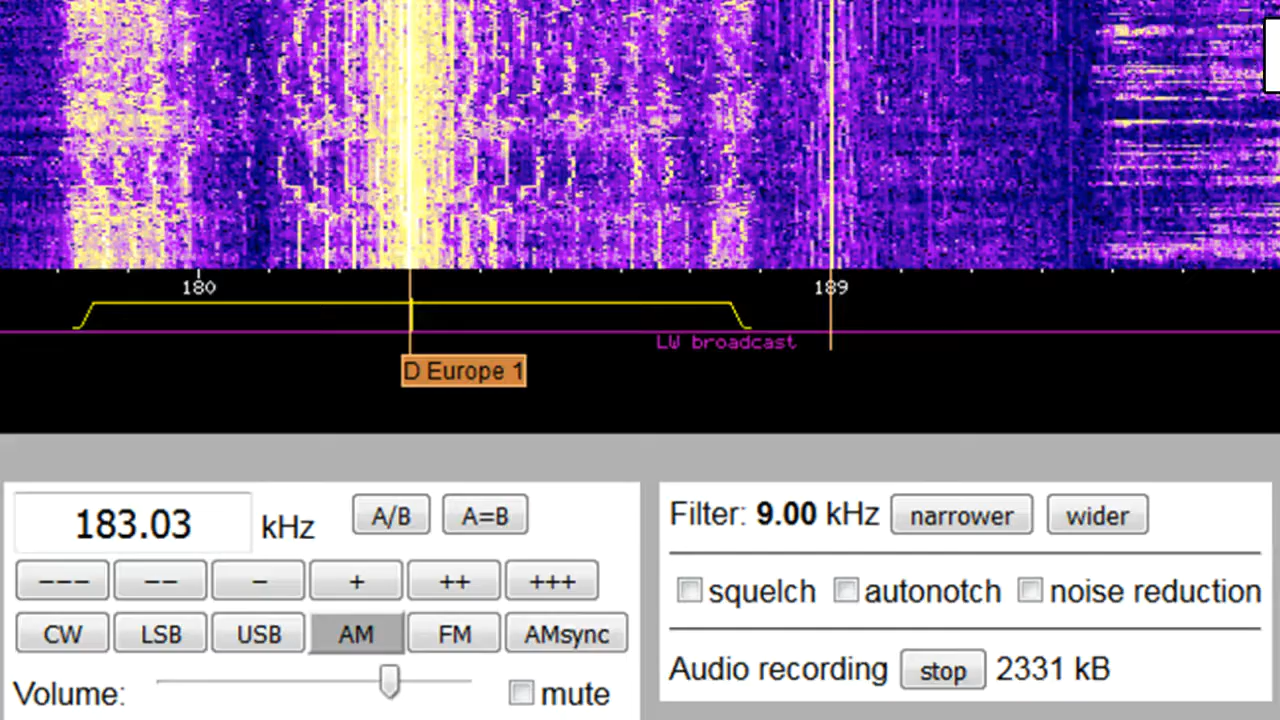 180 189
LW broadcast
D Europe 1
183.03 kHz A/B A=B
--- -- - + ++ +++
CW LSB USB AM FM AMsync
Volume: mute
Filter: 9.00 kHz narrower wider
squelch autonotch noise reduction
Audio recording stop 2331 kB